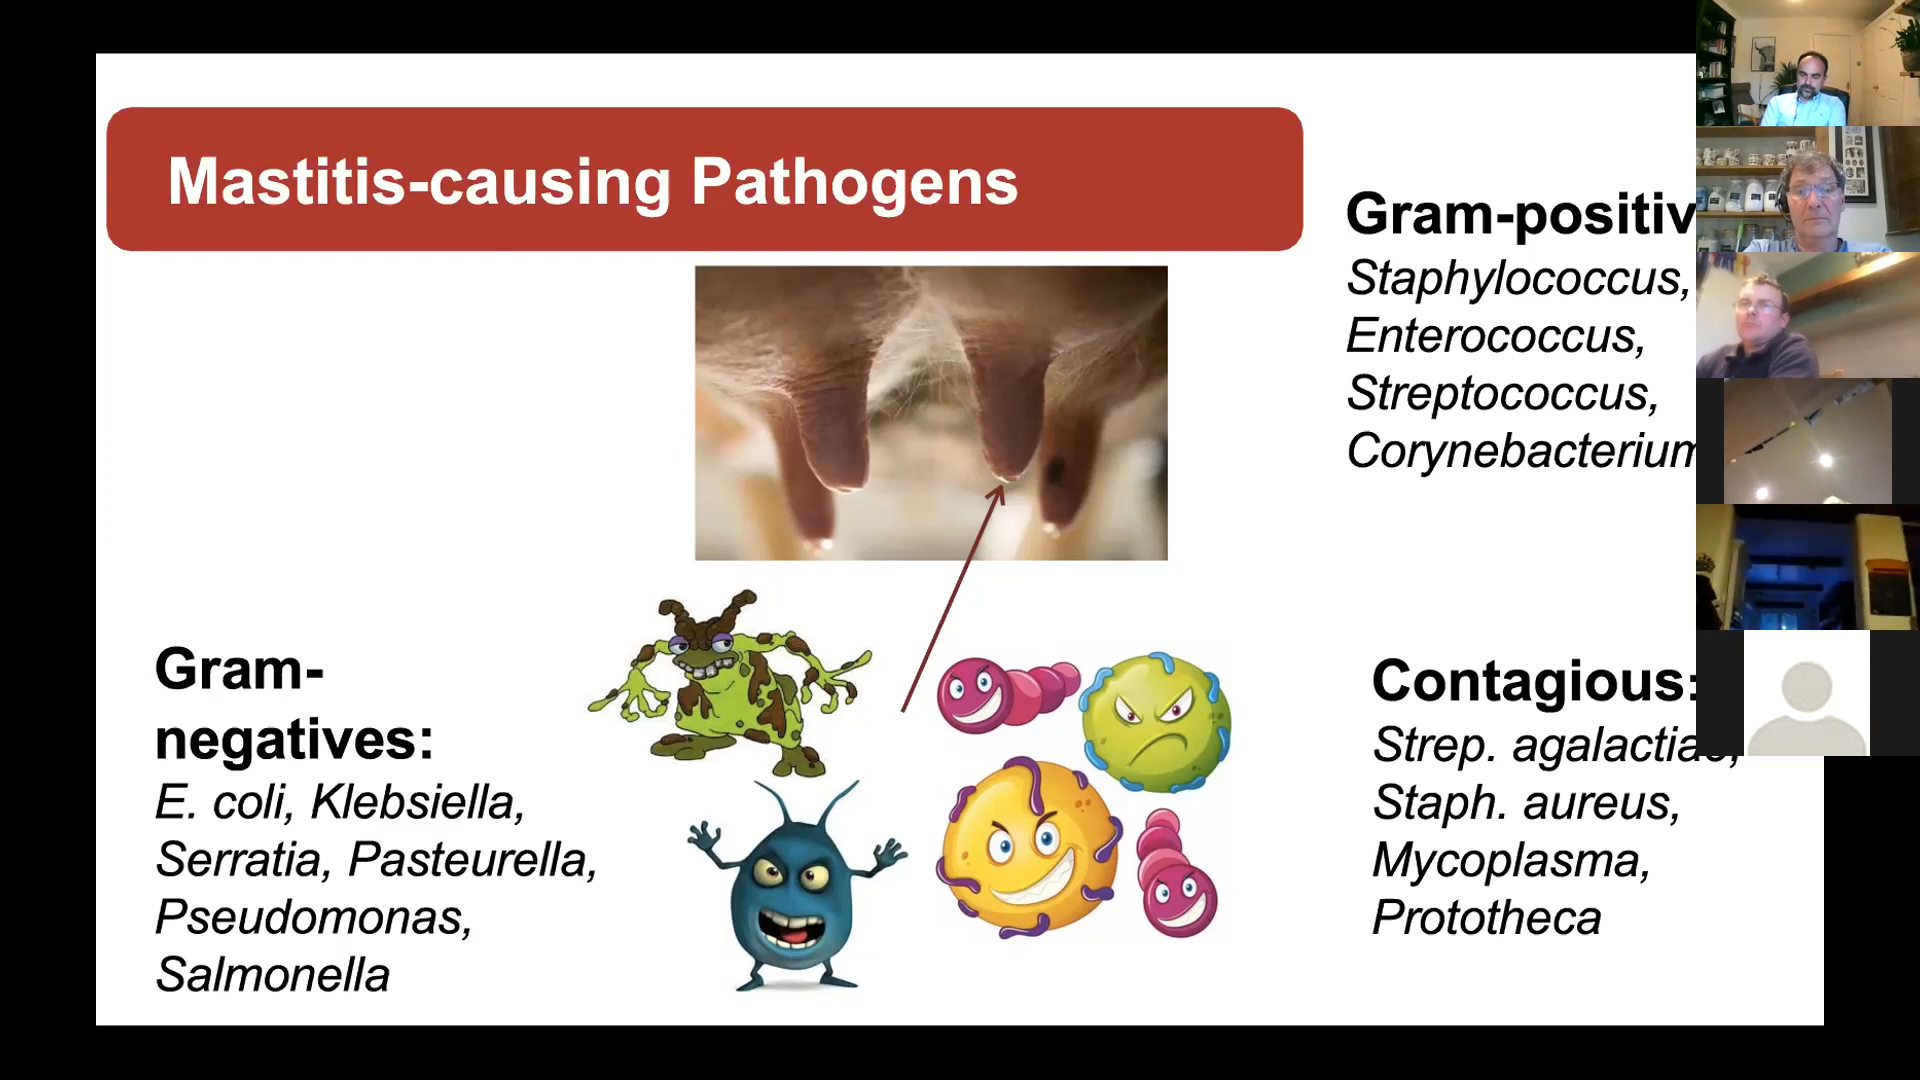 Mastitis-causing Pathogens
Gram-positiv
Staphylococcus,
Enterococcus,
Streptococcus,
Corynebacterium
Gram-
negatives:
E. coli, Klebsiella,
Serratia, Pasteurella,
Pseudomonas,
Salmonella
Contagious:
Strep. agalactiae,
Staph. aureus,
Mycoplasma,
Prototheca